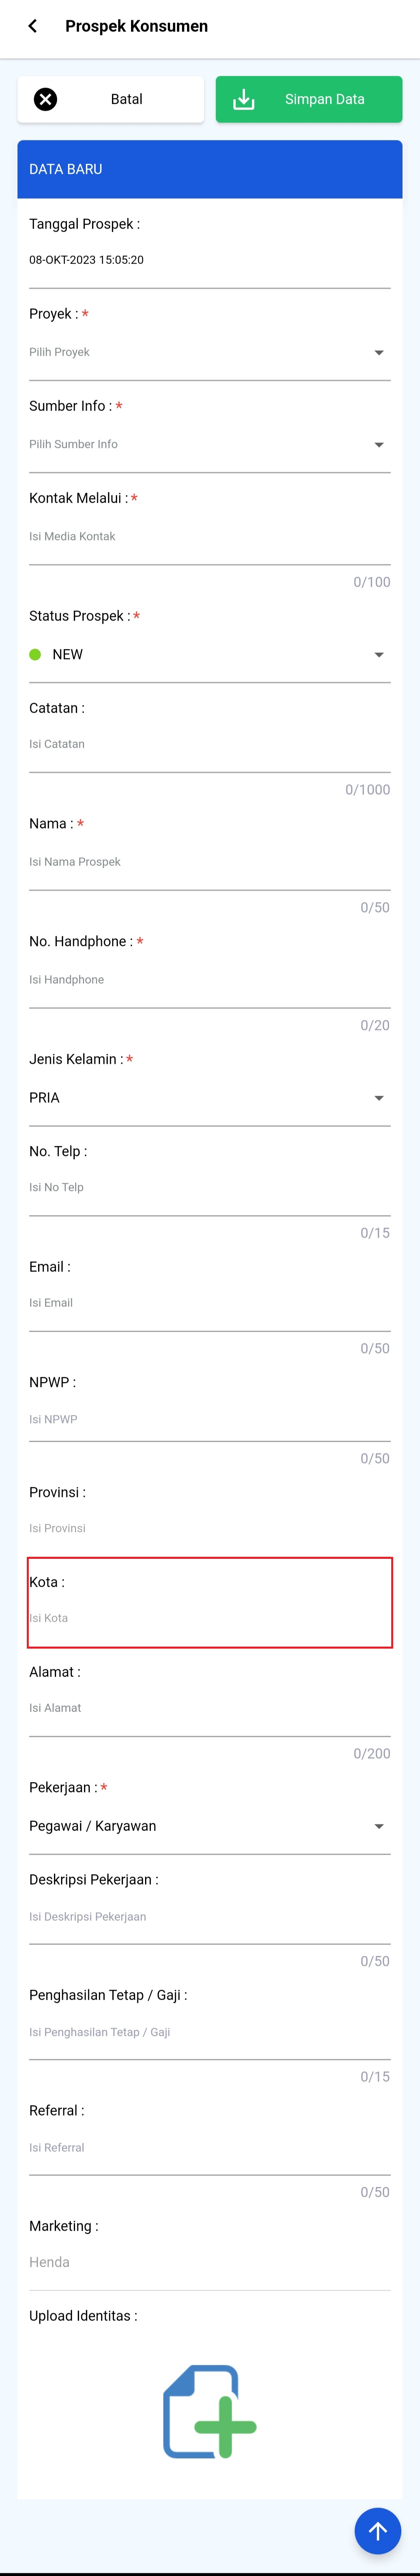 Prospek Konsumen
Batal
Simpan Data
DATA BARU
Tanggal Prospek :
08-OKT-2023 15:05:20
Proyek : *
Pilih Proyek
Sumber Info : *
Pilih Sumber Info
Kontak Melalui : *
Isi Media Kontak
0/100
Status Prospek : *
NEW
Catatan :
Isi Catatan
0/1000
Nama : *
Isi Nama Prospek
0/50
No. Handphone : *
Isi Handphone
0/20
Jenis Kelamin : *
PRIA
No. Telp :
Isi No Telp
0/15
Email :
Isi Email
0/50
NPWP :
Isi NPWP
0/50
Provinsi :
Isi Provinsi
Kota :
Isi Kota
Alamat :
Isi Alamat
0/200
Pekerjaan : *
Pegawai / Karyawan
Deskripsi Pekerjaan :
Isi Deskripsi Pekerjaan
0/50
Penghasilan Tetap / Gaji :
Isi Penghasilan Tetap / Gaji
0/15
Referral :
Isi Referral
0/50
Marketing :
Henda
Upload Identitas :